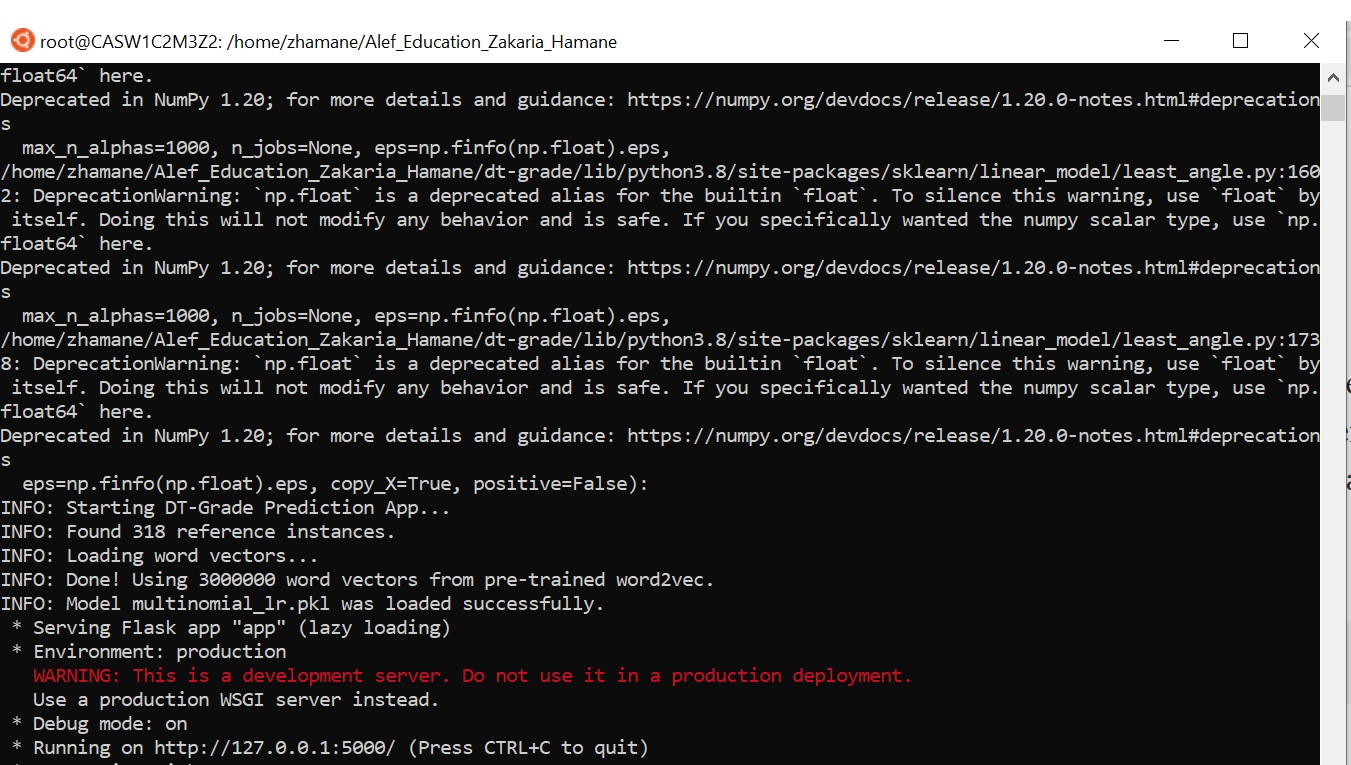 root@CASW1C2M3Z2: /home/zhamane/Alef_Education_Zakaria_Hamane
float64` here.
Deprecated in NumPy 1.20; for more details and guidance: https://numpy.org/devdocs/release/1.20.0-notes.html#deprecation
s
  max_n_alphas=1000, n_jobs=None, eps=np.finfo(np.float).eps,
/home/zhamane/Alef_Education_Zakaria_Hamane/dt-grade/lib/python3.8/site-packages/sklearn/linear_model/least_angle.py:160
2: DeprecationWarning: `np.float` is a deprecated alias for the builtin `float`. To silence this warning, use `float` by
 itself. Doing this will not modify any behavior and is safe. If you specifically wanted the numpy scalar type, use `np.
float64` here.
Deprecated in NumPy 1.20; for more details and guidance: https://numpy.org/devdocs/release/1.20.0-notes.html#deprecation
s
  max_n_alphas=1000, n_jobs=None, eps=np.finfo(np.float).eps,
/home/zhamane/Alef_Education_Zakaria_Hamane/dt-grade/lib/python3.8/site-packages/sklearn/linear_model/least_angle.py:173
8: DeprecationWarning: `np.float` is a deprecated alias for the builtin `float`. To silence this warning, use `float` by
 itself. Doing this will not modify any behavior and is safe. If you specifically wanted the numpy scalar type, use `np.
float64` here.
Deprecated in NumPy 1.20; for more details and guidance: https://numpy.org/devdocs/release/1.20.0-notes.html#deprecation
s
  eps=np.finfo(np.float).eps, copy_X=True, positive=False):
INFO: Starting DT-Grade Prediction App...
INFO: Found 318 reference instances.
INFO: Loading word vectors...
INFO: Done! Using 3000000 word vectors from pre-trained word2vec.
INFO: Model multinomial_lr.pkl was loaded successfully.
 * Serving Flask app "app" (lazy loading)
 * Environment: production
   WARNING: This is a development server. Do not use it in a production deployment.
   Use a production WSGI server instead.
 * Debug mode: on
 * Running on http://127.0.0.1:5000/ (Press CTRL+C to quit)